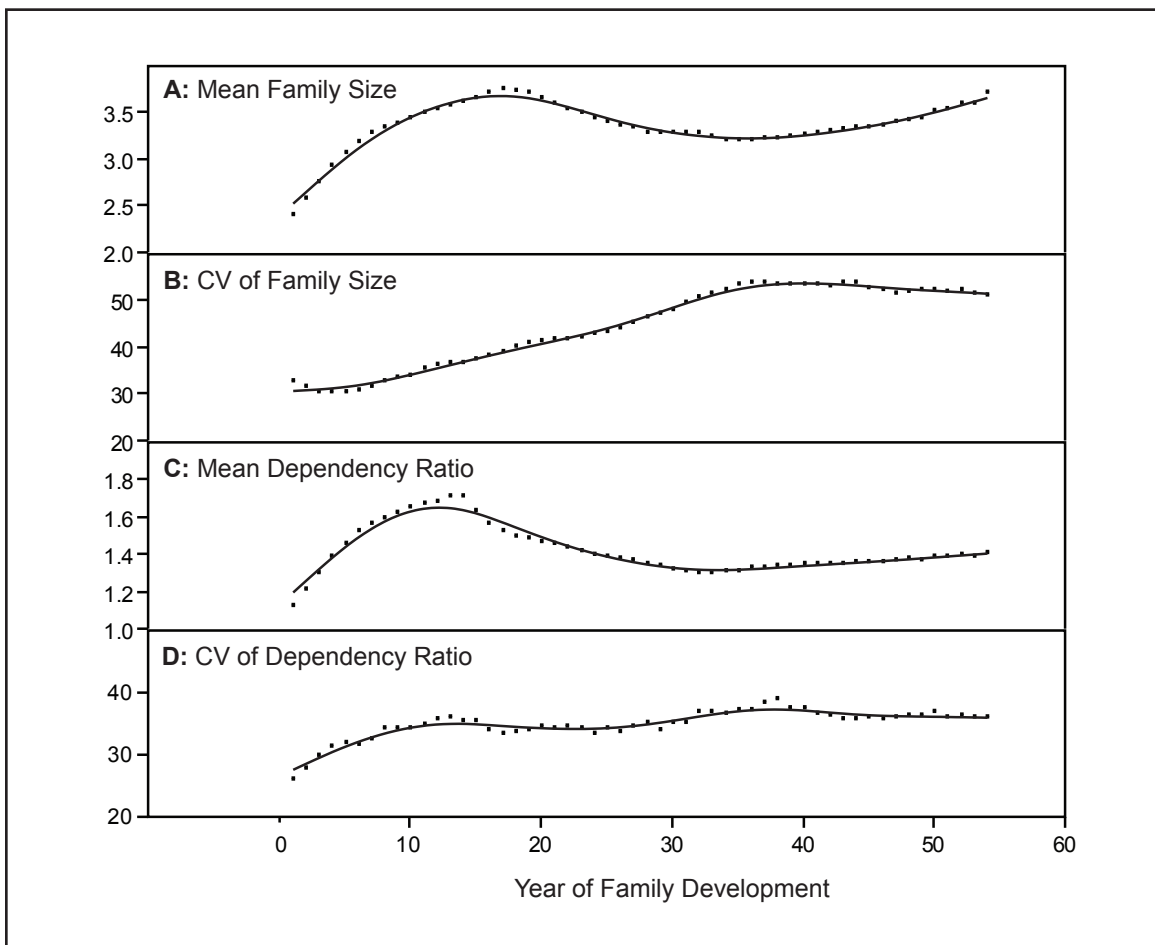 A: Mean Family Size
3.5
3.0
2.5
2.0
B: CV of Family Size
50
40
30
20
C: Mean Dependency Ratio
1.8
1.6
1.4
1.2
1.0
D: CV of Dependency Ratio
40
30
20
0 10 20 30 40 50 60
Year of Family Development